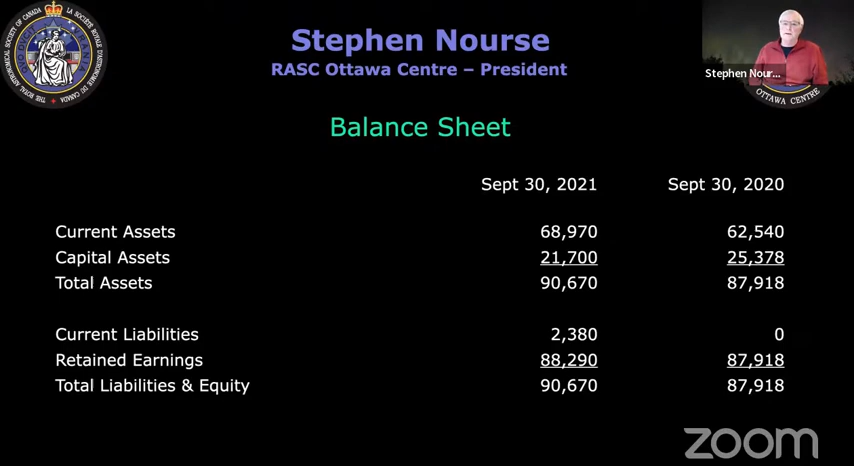 Stephen Nourse
RASC Ottawa Centre – President
Stephen Nour...
OTTAWA CENTRE
Balance Sheet
Sept 30, 2021 Sept 30, 2020
Current Assets 68,970 62,540
Capital Assets 21,700 25,378
Total Assets 90,670 87,918
Current Liabilities 2,380 0
Retained Earnings 88,290 87,918
Total Liabilities & Equity 90,670 87,918
zoom